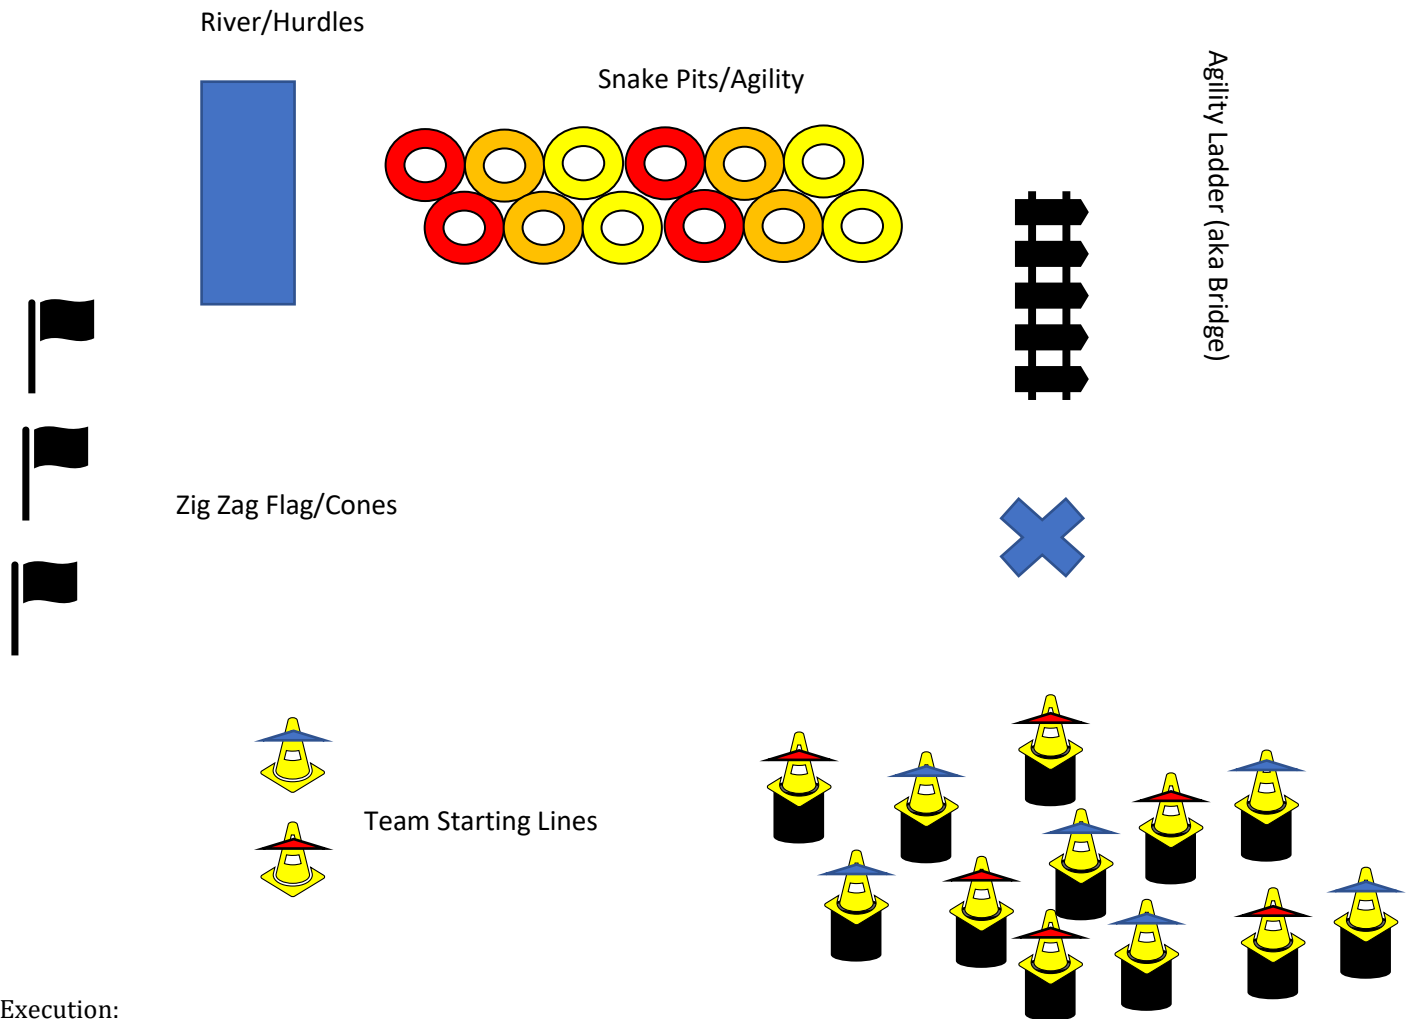 River/Hurdles
Snake Pits/Agility
Agility Ladder (aka Bridge)
Zig Zag Flag/Cones
Team Starting Lines
Execution: